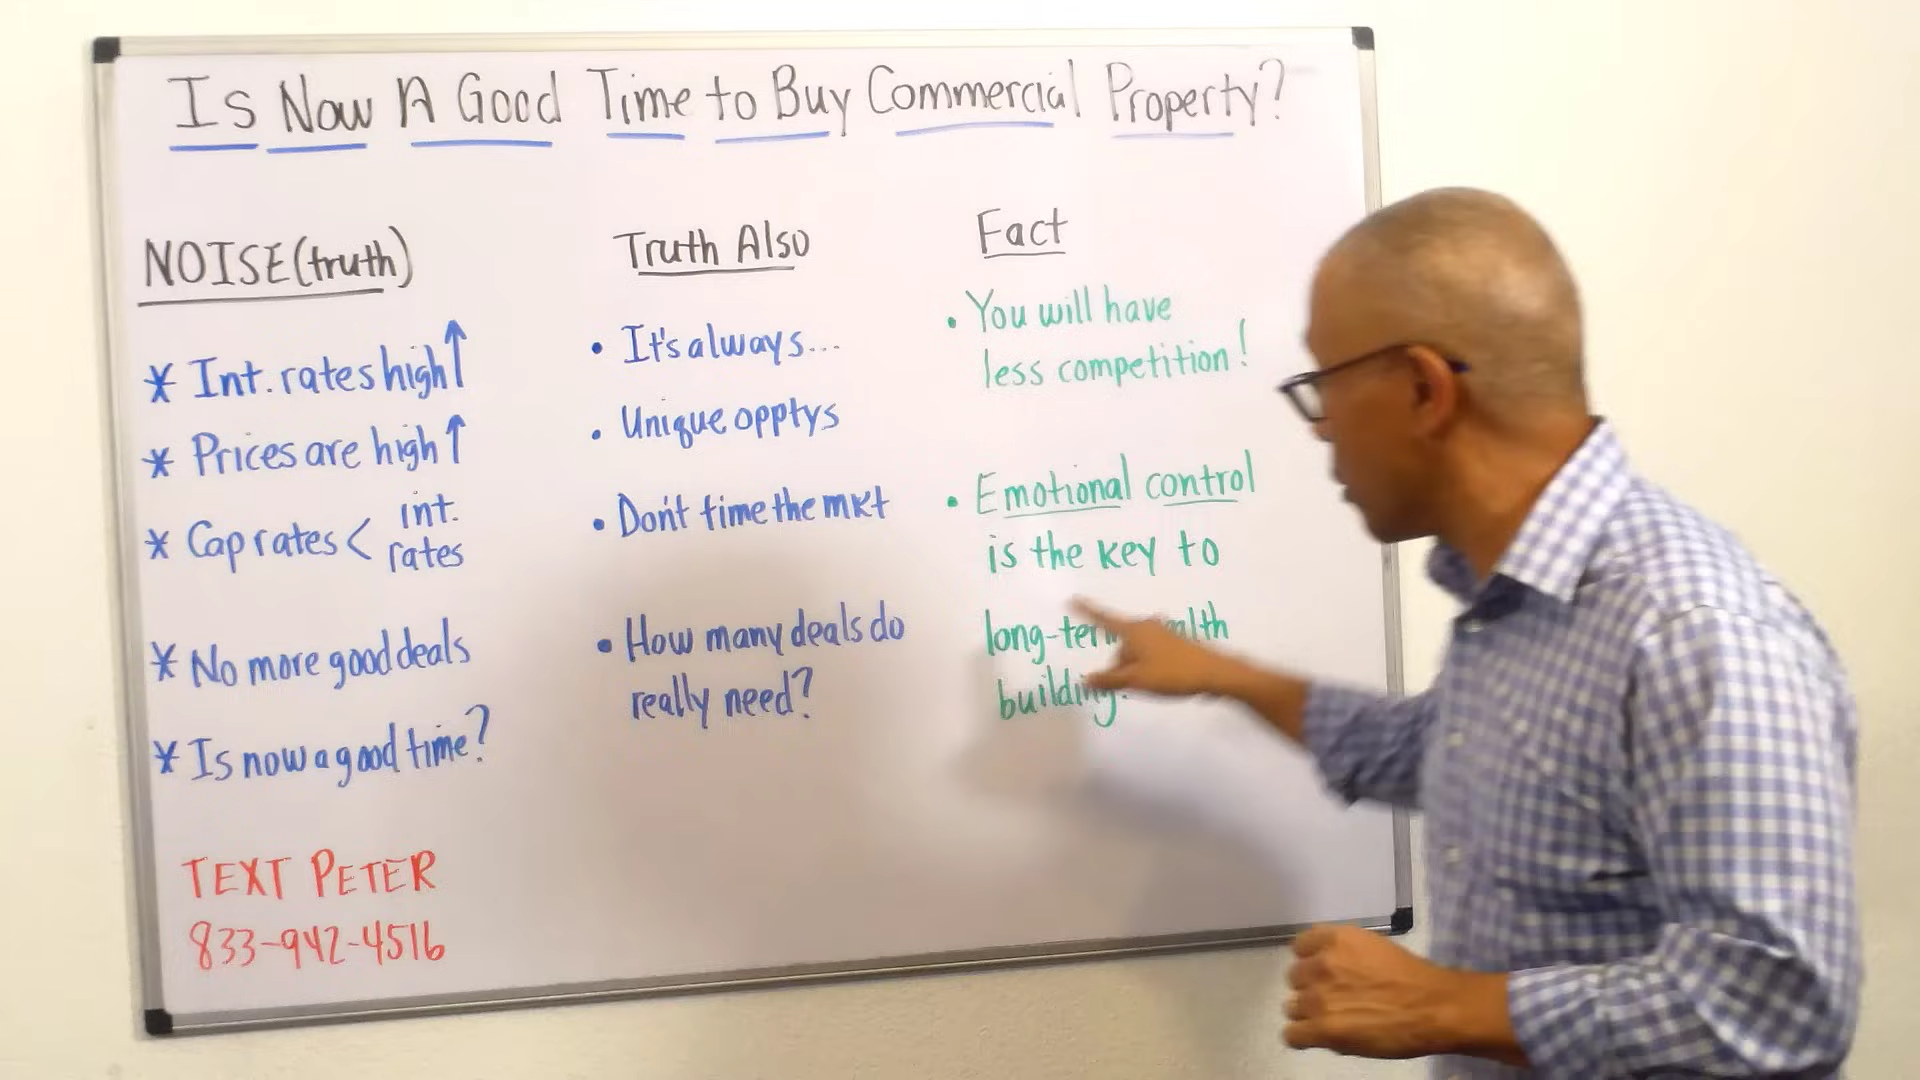 Is Now A Good Time to Buy Commercial Property?
NOISE (truth)
* Int. rates high ↑
* Prices are high ↑
* Cap rates < int.
rates
* No more good deals
* Is now a good time?
TEXT PETER
833-942-4516
Truth Also
• It's always...
• Unique opptys
• Don't time the mkt
• How many deals do
really need?
Fact
• You will have
less competition!
• Emotional control
is the key to
long-term
building.